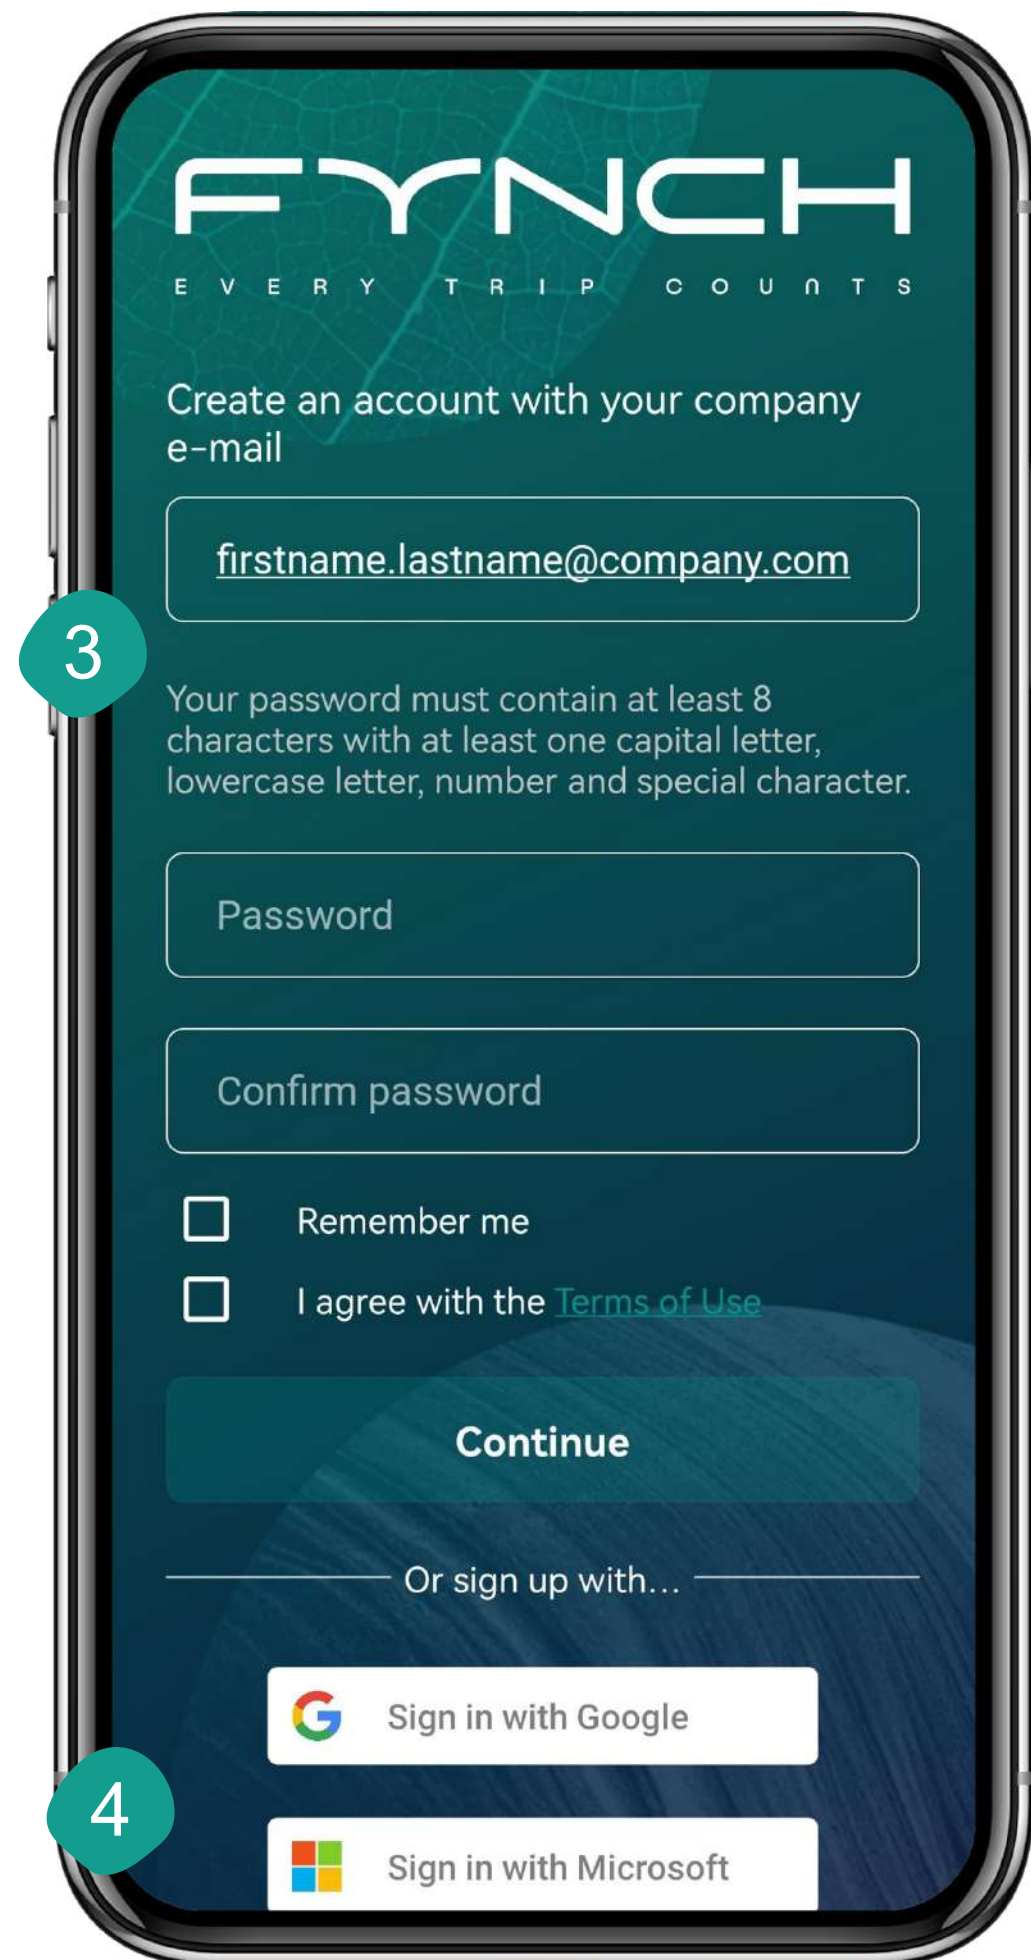 FYNCH
EVERY TRIP COUNTS
Create an account with your company
e-mail
firstname.lastname@company.com
3
Your password must contain at least 8
characters with at least one capital letter,
lowercase letter, number and special character.
Password
Confirm password
Remember me
I agree with the Terms of Use
Continue
Or sign up with...
Sign in with Google
4
Sign in with Microsoft